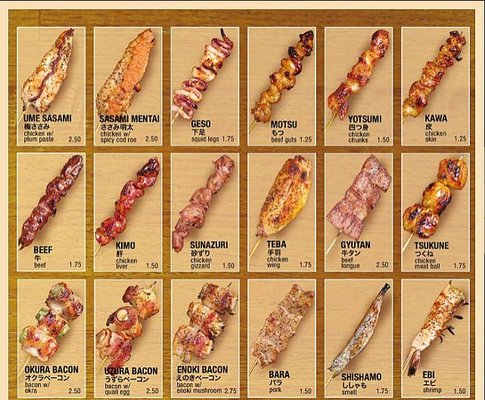 UME SASAMI
梅ささみ
chicken w/
plum paste 2.50
SASAMI MENTAI
ささみ明太
chicken w/
spicy cod roe 2.50
GESO
下足
squid legs 1.75
MOTSU
もつ
beef guts 1.25
YOTSUMI
四つ身
chicken
chunks 1.50
KAWA
皮
chicken
skin 1.25
BEEF
牛
beef 1.75
KIMO
肝
chicken
liver 1.50
SUNAZURI
砂ずり
chicken
gizzard 1.50
TEBA
手羽
chicken
wing 1.75
GYUTAN
牛タン
beef
tongue 2.50
TSUKUNE
つくね
chicken
meat ball 1.75
OKURA BACON
オクラベーコン
bacon w/
okra 2.50
UZURA BACON
うずらベーコン
bacon w/
quail egg 2.50
ENOKI BACON
えのきベーコン
bacon w/
enoki mushroom 2.75
BARA
バラ
pork 1.50
SHISHAMO
ししゃも
smelt 1.75
EBI
エビ
shrimp 1.50